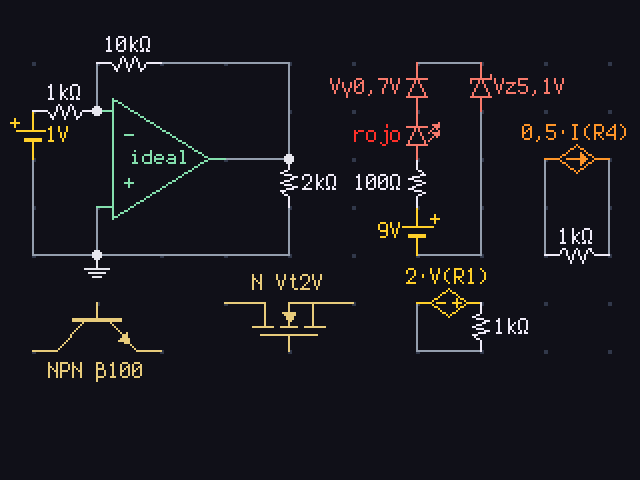 10kΩ
1kΩ
+
1V
−
ideal
+
2kΩ
Vγ0,7V
Vz5,1V
rojo
100Ω
9V
+
0,5·I(R4)
1kΩ
N Vt2V
2·V(R1)
1kΩ
NPN β100